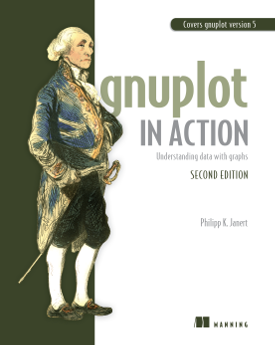 Covers gnuplot version 5
gnuplot
IN ACTION
Understanding data with graphs
SECOND EDITION
Philipp K. Janert
MANNING